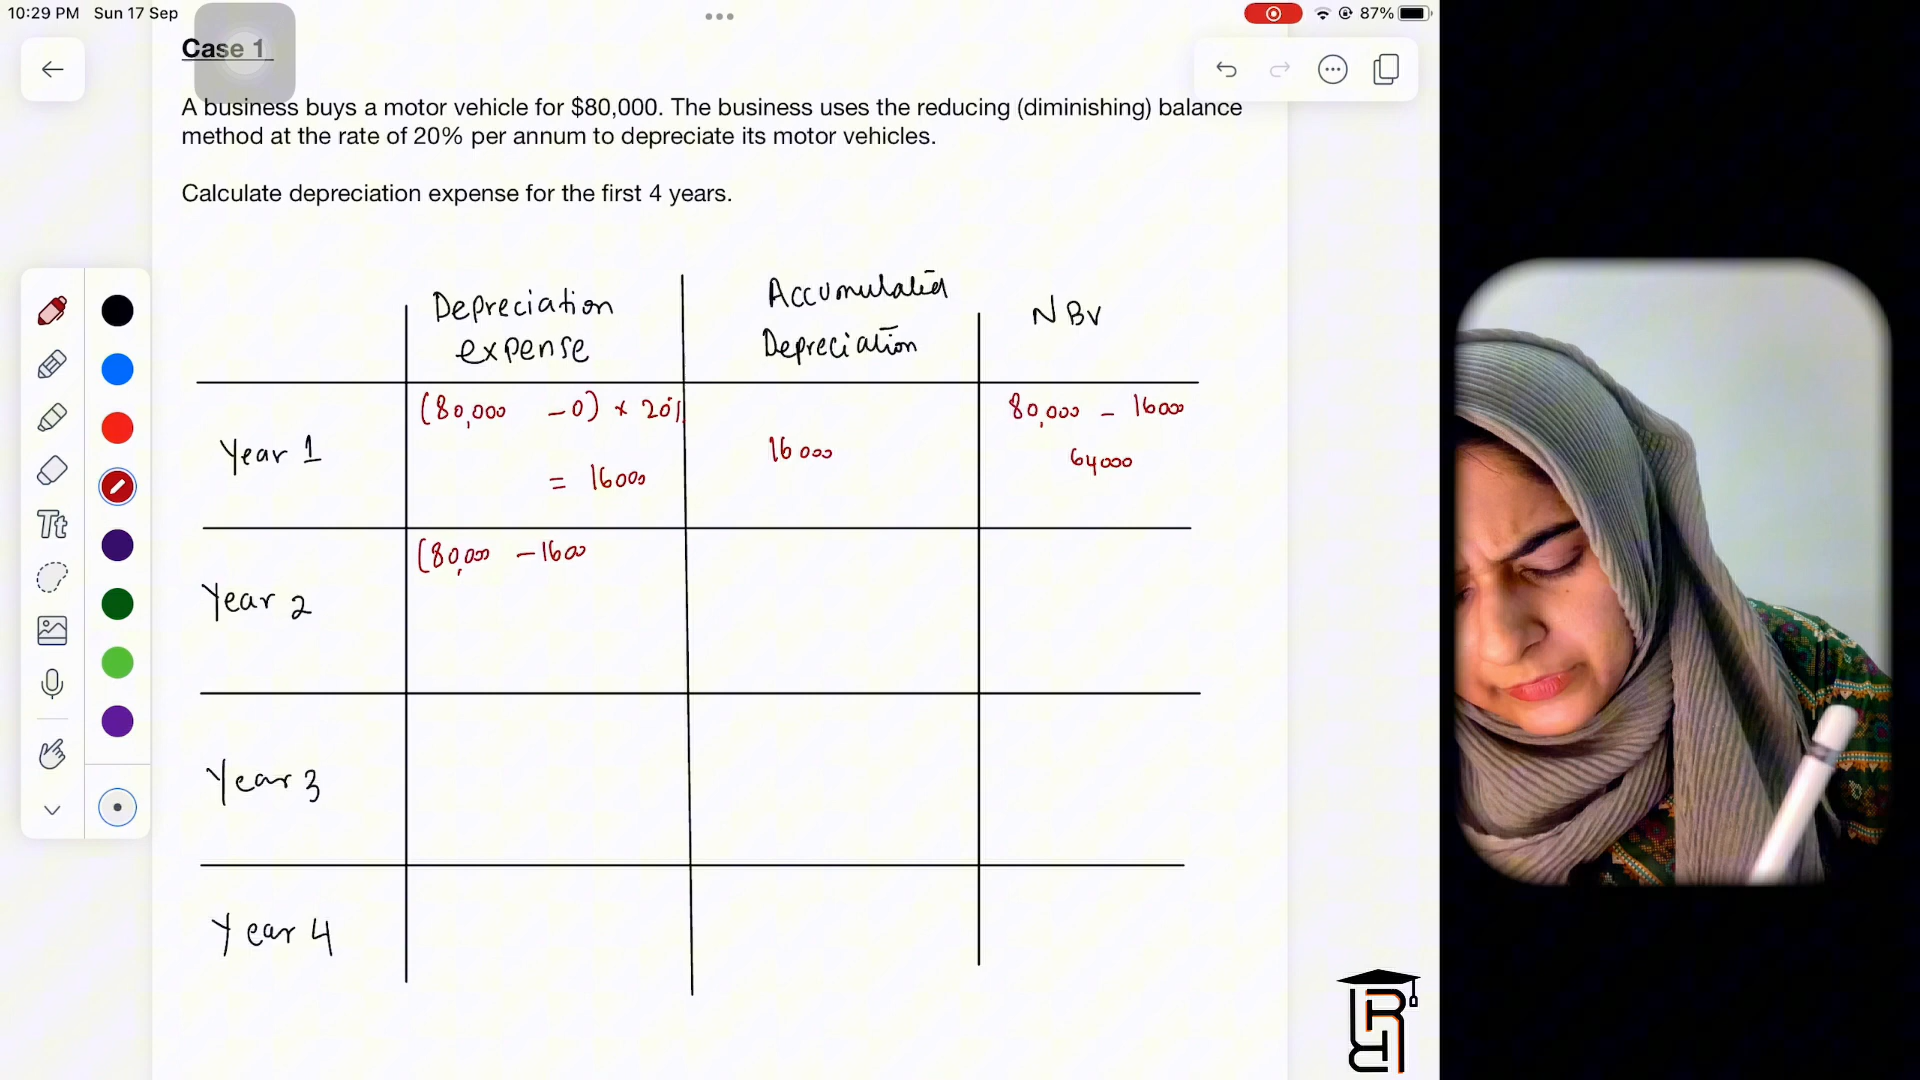 10:29 PM Sun 17 Sep
87%
Case 1
A business buys a motor vehicle for $80,000. The business uses the reducing (diminishing) balance
method at the rate of 20% per annum to depreciate its motor vehicles.
Calculate depreciation expense for the first 4 years.
Depreciation
expense
Accumulated
Depreciation
NBV
Year 1
(80,000 - 0) × 20%
= 16000
16000
80,000 - 16000
64000
Year 2
(80,000 - 1600
Year 3
Year 4
Tt